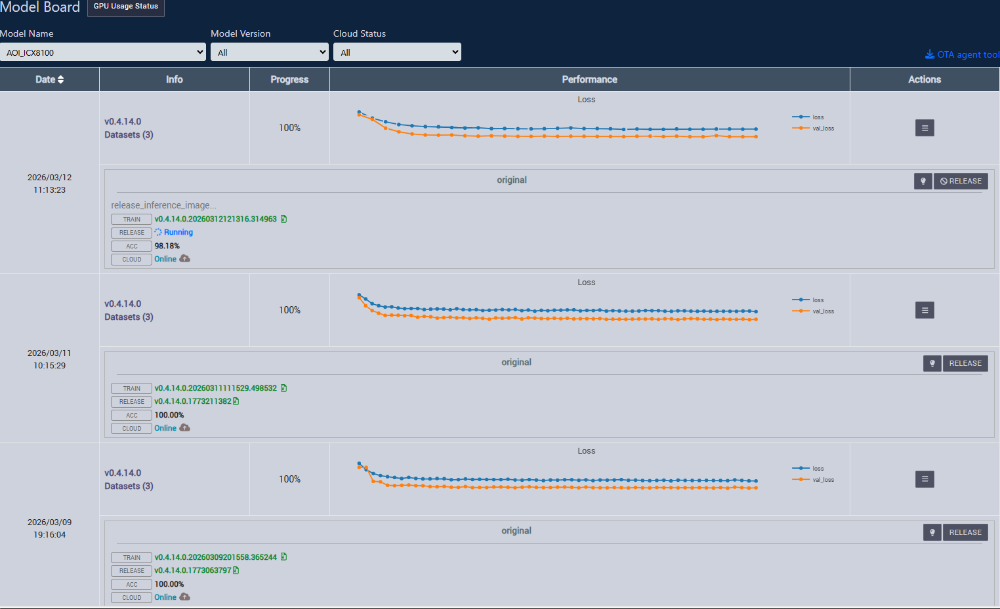 Model Board
GPU Usage Status
Model Name
Model Version
Cloud Status
AOI_ICX8100
All
All
OTA agent tool
Date
Info
Progress
Performance
Actions
2026/03/12
11:13:23
v0.4.14.0
Datasets (3)
100%
Loss
loss
val_loss
original
RELEASE
release_inference_image...
TRAIN v0.4.14.0.20260312121316.314963
RELEASE Running
ACC 98.18%
CLOUD Online
2026/03/11
10:15:29
v0.4.14.0
Datasets (3)
100%
Loss
loss
val_loss
original
RELEASE
TRAIN v0.4.14.0.20260311111529.498532
RELEASE v0.4.14.0.1773211382
ACC 100.00%
CLOUD Online
2026/03/09
19:16:04
v0.4.14.0
Datasets (3)
100%
Loss
loss
val_loss
original
RELEASE
TRAIN v0.4.14.0.20260309201558.365244
RELEASE v0.4.14.0.1773063797
ACC 100.00%
CLOUD Online